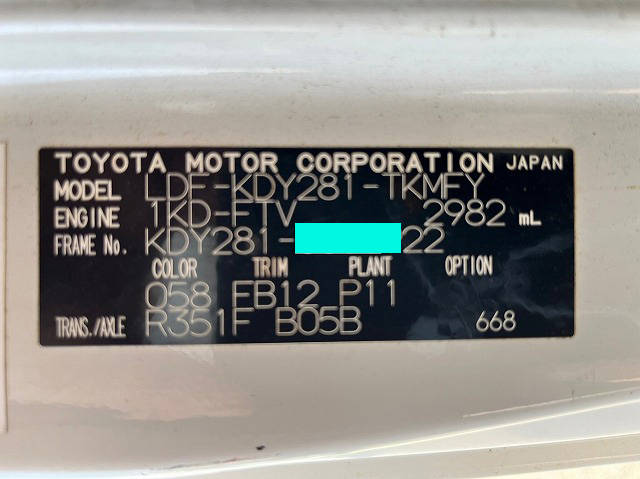 TOYOTA MOTOR CORPORATION JAPAN
MODEL LDF-KDY281-TKMFY
ENGINE 1KD-FTV 2982 mL
FRAME No. KDY281- 22
COLOR TRIM PLANT OPTION
058 FB12 P11
TRANS./AXLE R351F B05B 668